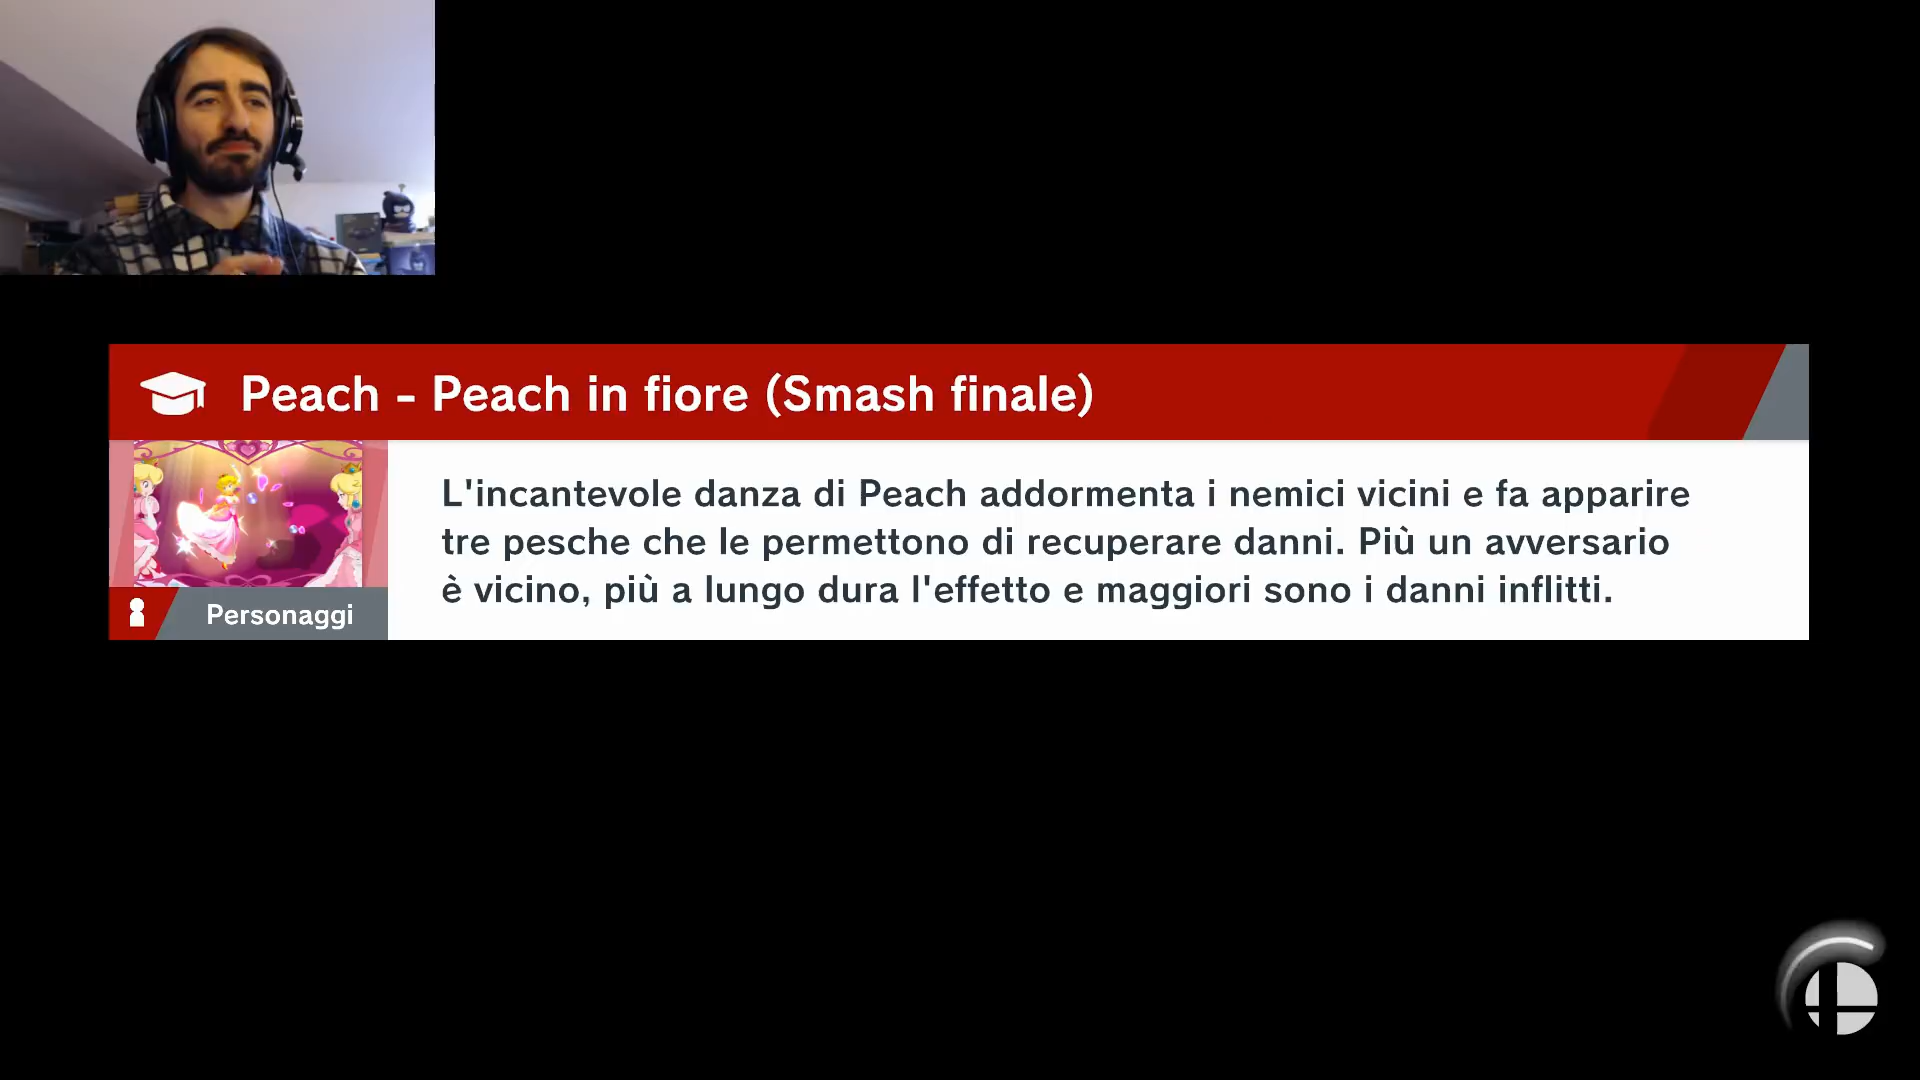 Peach - Peach in fiore (Smash finale)
L'incantevole danza di Peach addormenta i nemici vicini e fa apparire
tre pesche che le permettono di recuperare danni. Più un avversario
è vicino, più a lungo dura l'effetto e maggiori sono i danni inflitti.
Personaggi